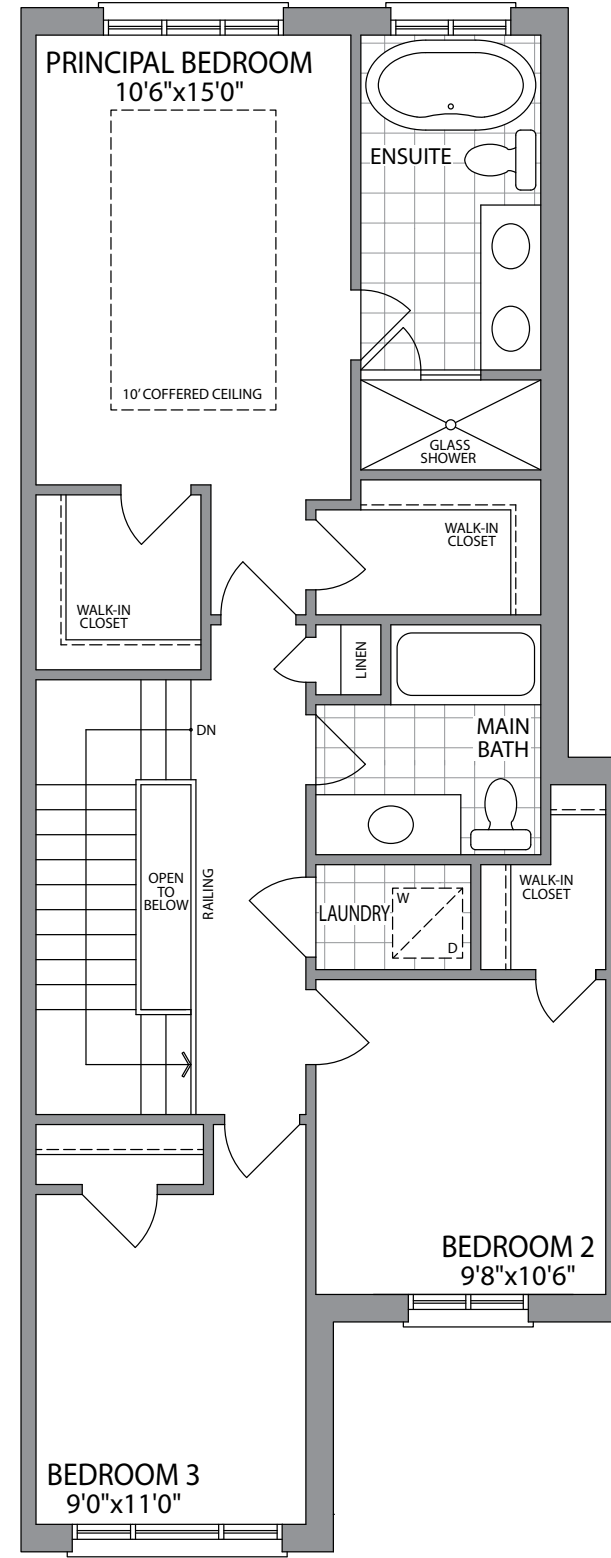 PRINCIPAL BEDROOM
10'6"x15'0"
ENSUITE
10' COFFERED CEILING
GLASS
SHOWER
WALK-IN
CLOSET
WALK-IN
CLOSET
LINEN
DN
MAIN
BATH
OPEN
TO
BELOW
RAILING
WALK-IN
CLOSET
LAUNDRY
W
D
BEDROOM 2
9'8"x10'6"
BEDROOM 3
9'0"x11'0"